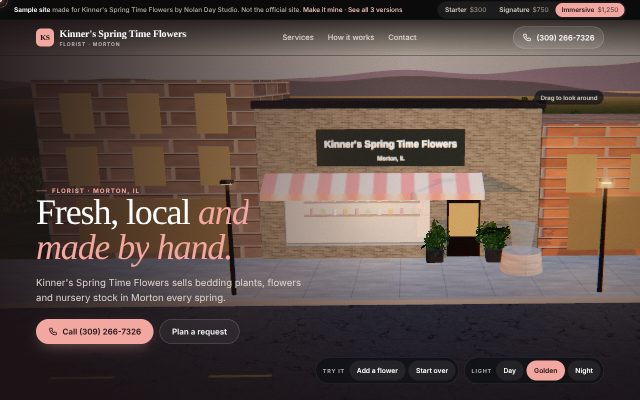 Sample site made for Kinner's Spring Time Flowers by Nolan Day Studio. Not the official site. Make it mine · See all 3 versions
Starter $300 Signature $750 Immersive $1,250
KS Kinner's Spring Time Flowers
FLORIST · MORTON
Services How it works Contact
(309) 266-7326
Drag to look around
Kinner's Spring Time Flowers
Morton, IL
FLORIST · MORTON, IL
Fresh, local and
made by hand.
Kinner's Spring Time Flowers sells bedding plants, flowers
and nursery stock in Morton every spring.
Call (309) 266-7326 Plan a request
TRY IT Add a flower Start over LIGHT Day Golden Night